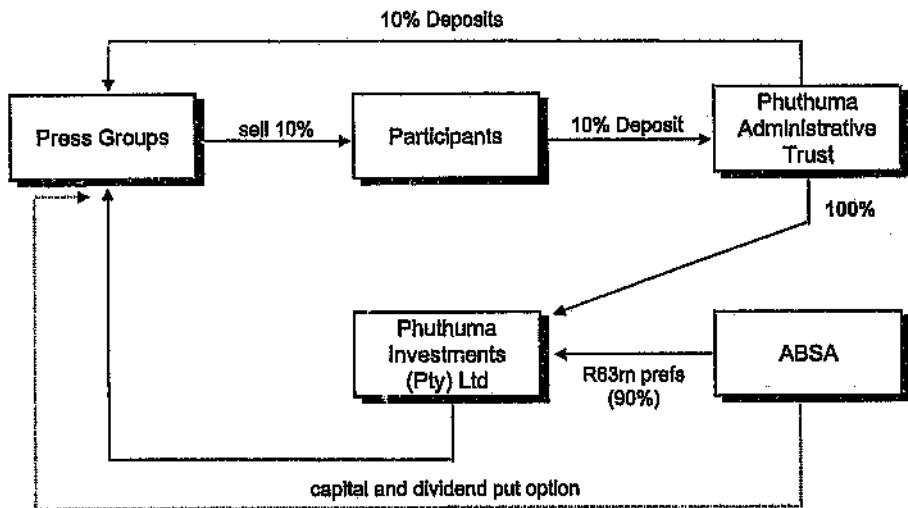 10% Deposits
Press Groups
sell 10%
Participants
10% Deposit
Phuthuma
Administrative
Trust
100%
Phuthuma
Investments
(Pty) Ltd
R63m prefs
(90%)
ABSA
capital and dividend put option